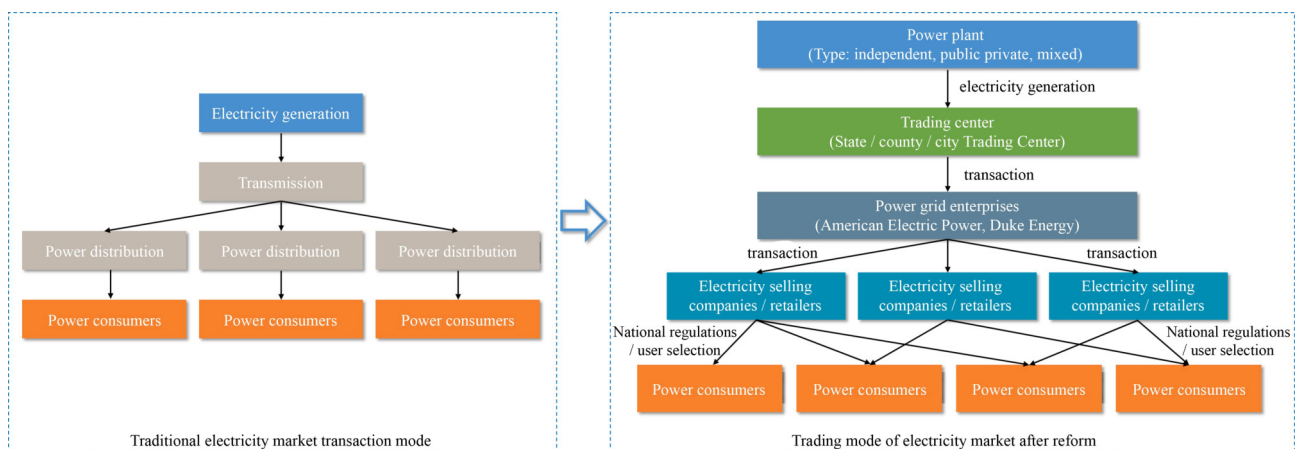 Electricity generation
Transmission
Power distribution
Power distribution
Power distribution
Power consumers
Power consumers
Power consumers
Traditional electricity market transaction mode
Power plant
(Type: independent, public private, mixed)
electricity generation
Trading center
(State / county / city Trading Center)
transaction
Power grid enterprises
(American Electric Power, Duke Energy)
transaction
transaction
Electricity selling
companies / retailers
Electricity selling
companies / retailers
Electricity selling
companies / retailers
National regulations
/ user selection
National regulations
/ user selection
Power consumers
Power consumers
Power consumers
Power consumers
Trading mode of electricity market after reform